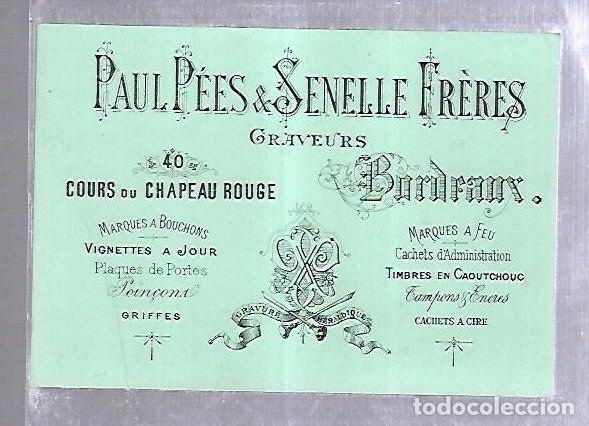 PAUL PÉES & SENELLE FRÈRES
GRAVEURS
40
COURS DU CHAPEAU ROUGE
Bordeaux.
MARQUES A BOUCHONS
VIGNETTES A JOUR
Plaques de Portes
Poinçons
GRIFFES
GRAVURE HÉRALDIQUE
MARQUES A FEU
Cachets d'Administration
TIMBRES EN CAOUTCHOUC
Tampons & Encres
CACHETS A CIRE
todocoleccion